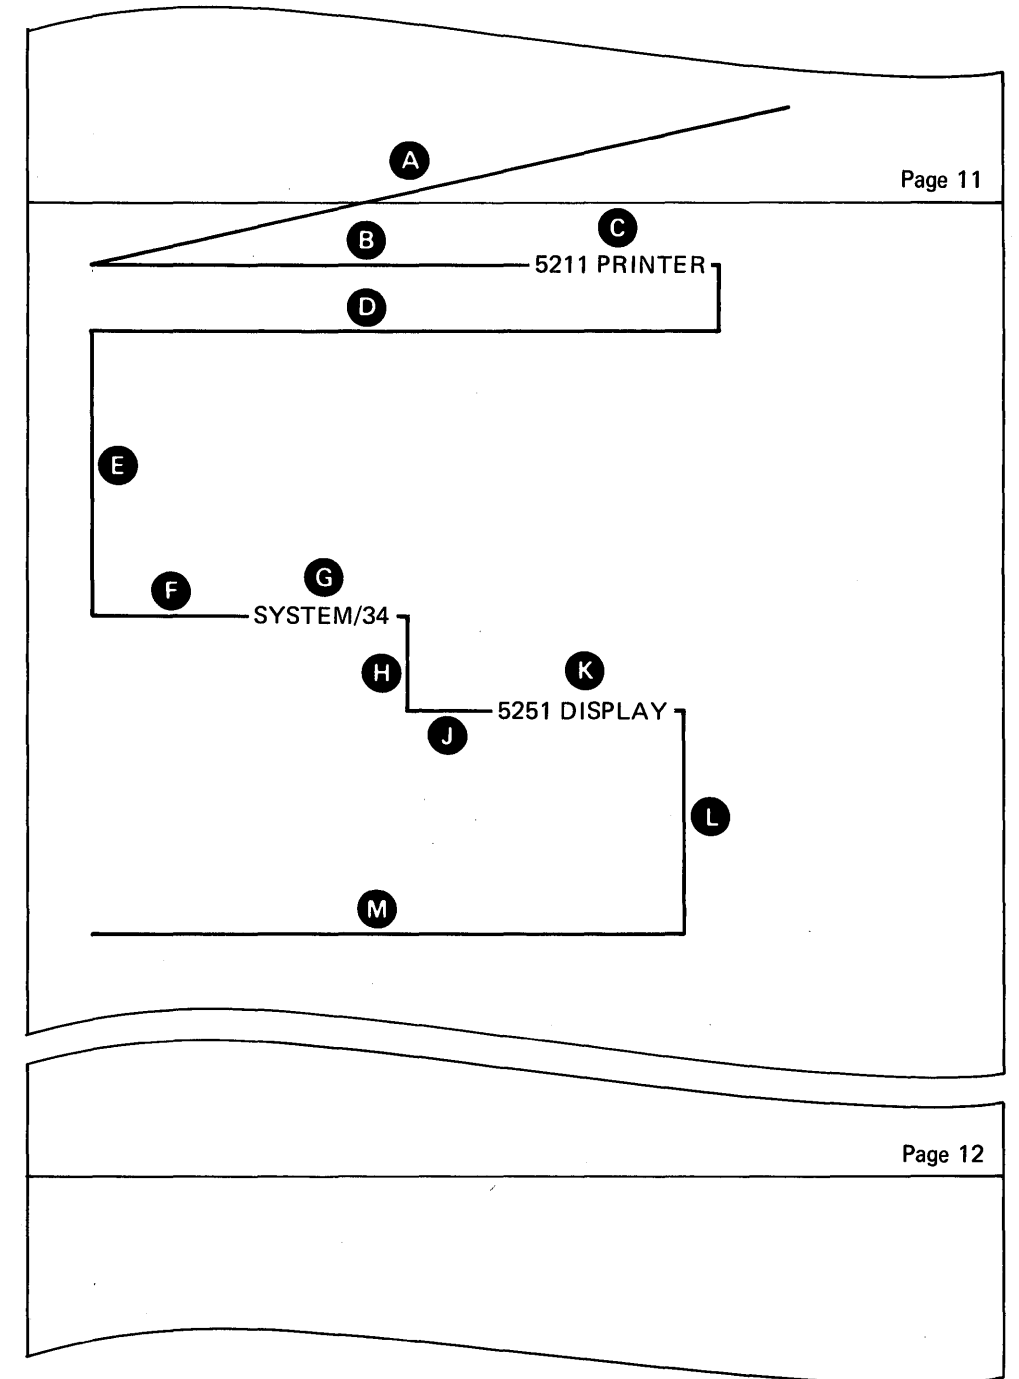 A
Page 11
B
C
5211 PRINTER
D
E
F
G
SYSTEM/34
H
K
5251 DISPLAY
J
L
M
Page 12